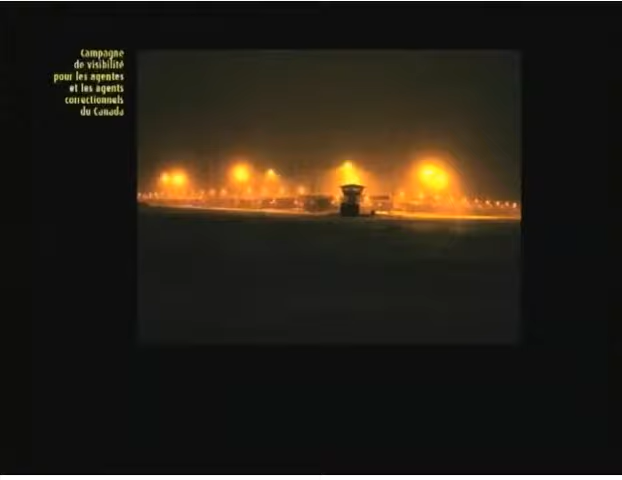 Campagne
de visibilité
pour les agentes
et les agents
correctionnels
du Canada